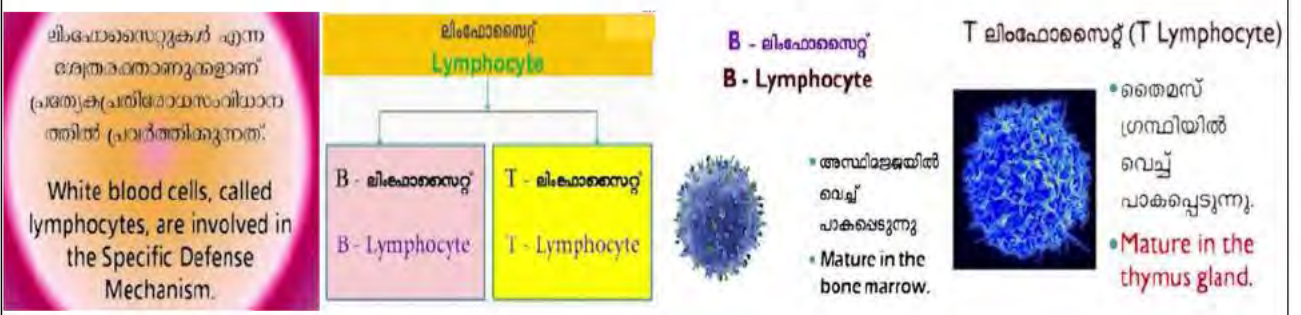 ലിംഫോസൈറ്റുകൾ എന്ന
ശ്വേതരക്താണുക്കളാണ്
പ്രത്യേകപ്രതിരോധസംവിധാന
ത്തിൽ പ്രവർത്തിക്കുന്നത്.
White blood cells, called
lymphocytes, are involved in
the Specific Defense
Mechanism.
ലിംഫോസൈറ്റ്
Lymphocyte
B - ലിംഫോസൈറ്റ്
B - Lymphocyte
T - ലിംഫോസൈറ്റ്
T - Lymphocyte
B - ലിംഫോസൈറ്റ്
B - Lymphocyte
• അസ്ഥിമജ്ജയിൽ
വെച്ച്
പാകപ്പെടുന്നു
• Mature in the
bone marrow.
T ലിംഫോസൈറ്റ് (T Lymphocyte)
• തൈമസ്
ഗ്രന്ഥിയിൽ
വെച്ച്
പാകപ്പെടുന്നു.
• Mature in the
thymus gland.